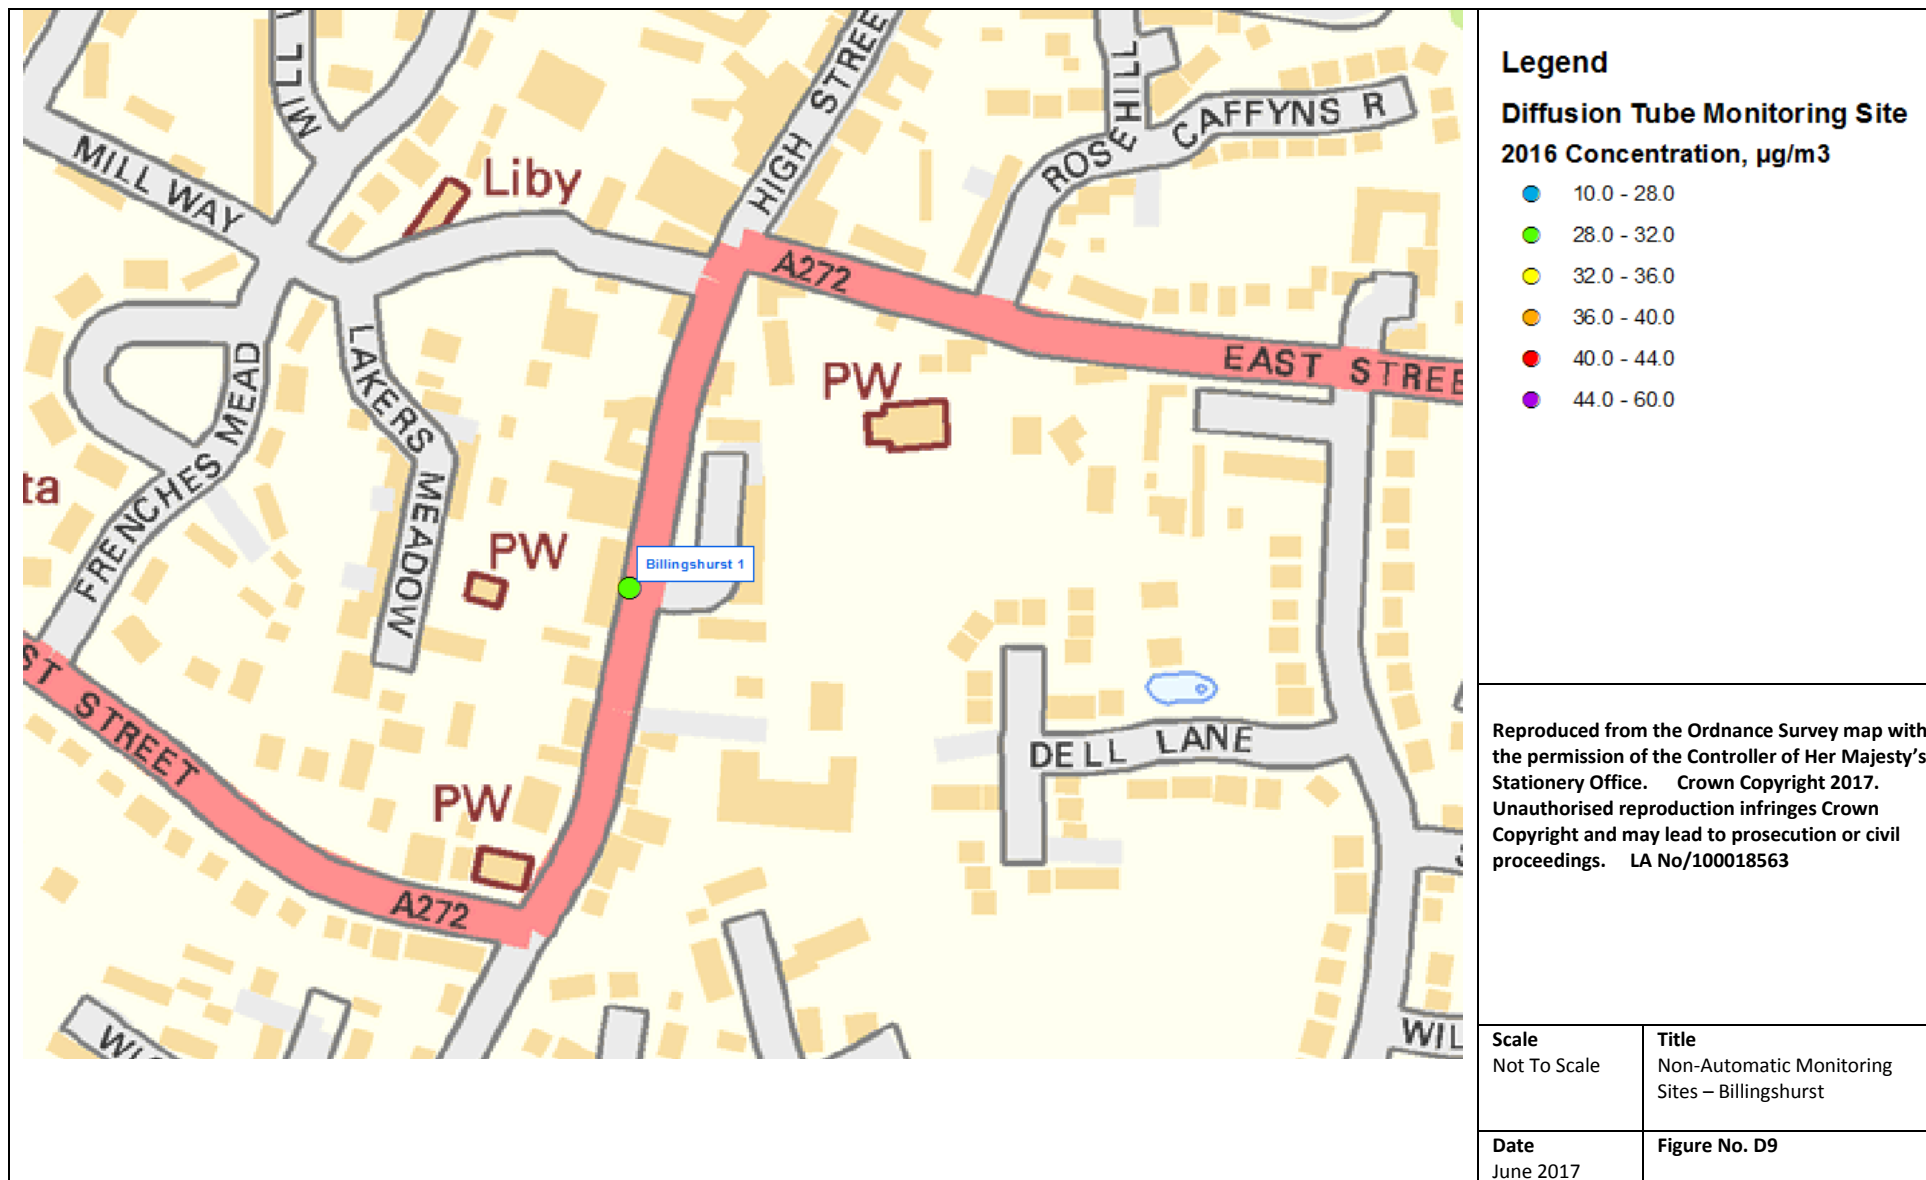 MILL
MILL WAY
Liby
HIGH STREE
ROSE HILL
CAFFYNS R
A272
EAST STREE
LAKERS MEADOW
FRENCHES MEAD
ta
PW
PW
Billingshurst 1
ST STREET
DELL LANE
PW
A272
WIL
Legend
Diffusion Tube Monitoring Site
2016 Concentration, µg/m3
10.0 - 28.0
28.0 - 32.0
32.0 - 36.0
36.0 - 40.0
40.0 - 44.0
44.0 - 60.0
Reproduced from the Ordnance Survey map with
the permission of the Controller of Her Majesty's
Stationery Office. Crown Copyright 2017.
Unauthorised reproduction infringes Crown
Copyright and may lead to prosecution or civil
proceedings. LA No/100018563
Scale
Not To Scale
Title
Non-Automatic Monitoring
Sites – Billingshurst
Date
June 2017
Figure No. D9